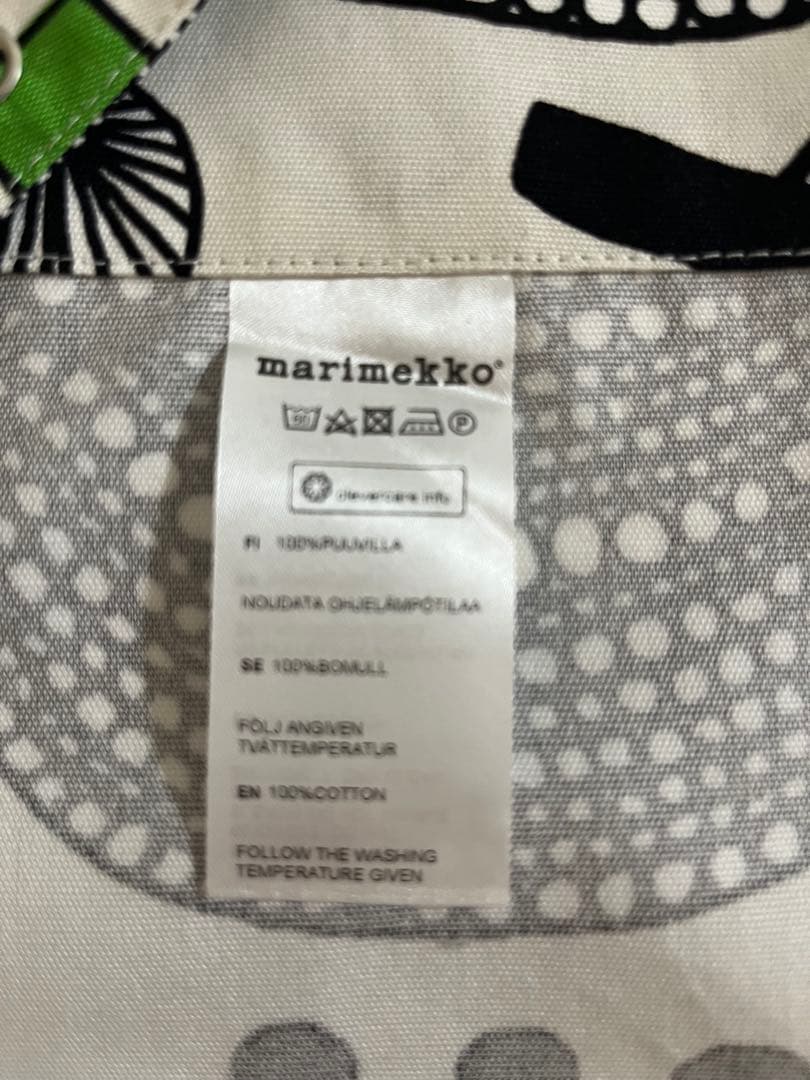 marimekko®
60
P
clevercare.info
FI 100%PUUVILLA
NOUDATA OHJELÄMPÖTILAA
SE 100%BOMULL
FÖLJ ANGIVEN
TVÄTTEMPERATUR
EN 100%COTTON
FOLLOW THE WASHING
TEMPERATURE GIVEN